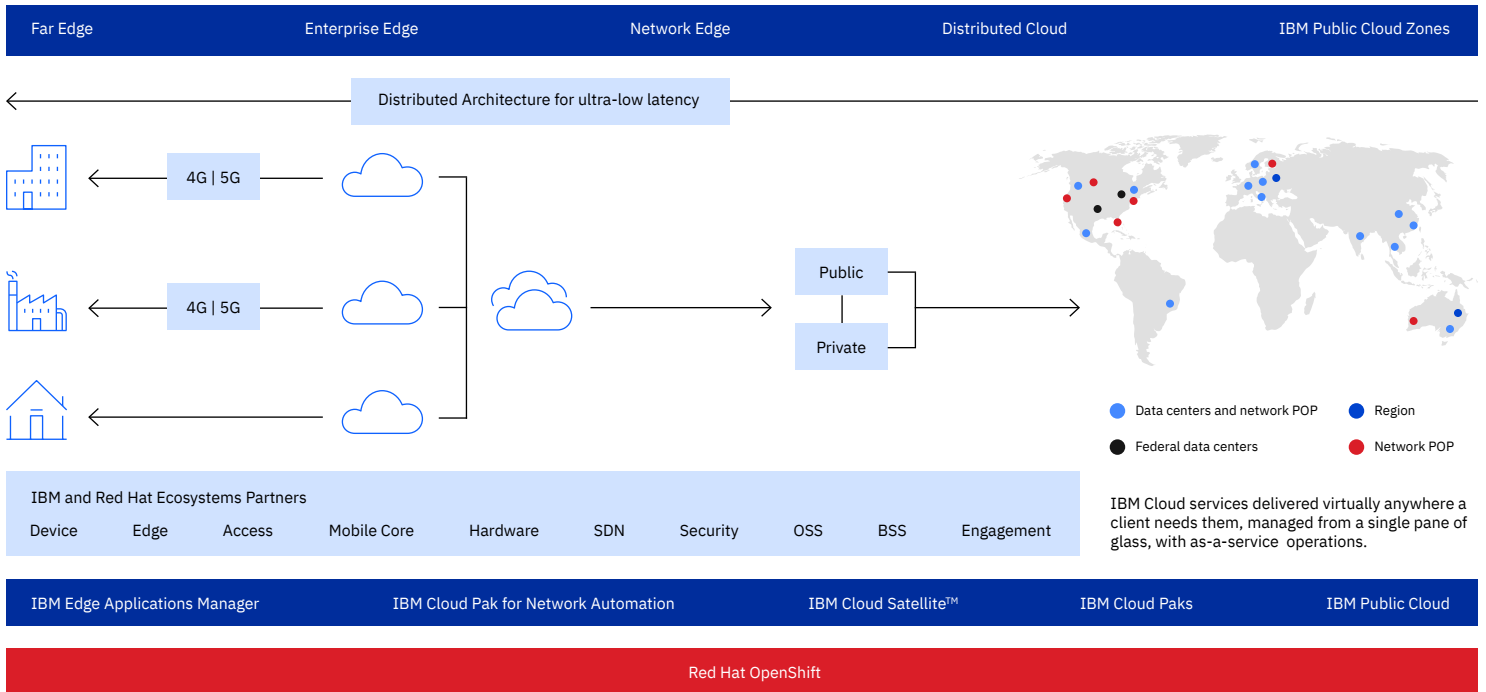 Far Edge
Enterprise Edge
Network Edge
Distributed Cloud
IBM Public Cloud Zones
Distributed Architecture for ultra-low latency
4G | 5G
4G | 5G
Public
Private
Data centers and network POP
Region
Federal data centers
Network POP
IBM and Red Hat Ecosystems Partners
Device
Edge
Access
Mobile Core
Hardware
SDN
Security
OSS
BSS
Engagement
IBM Cloud services delivered virtually anywhere a
client needs them, managed from a single pane of
glass, with as-a-service operations.
IBM Edge Applications Manager
IBM Cloud Pak for Network Automation
IBM Cloud Satellite™
IBM Cloud Paks
IBM Public Cloud
Red Hat OpenShift